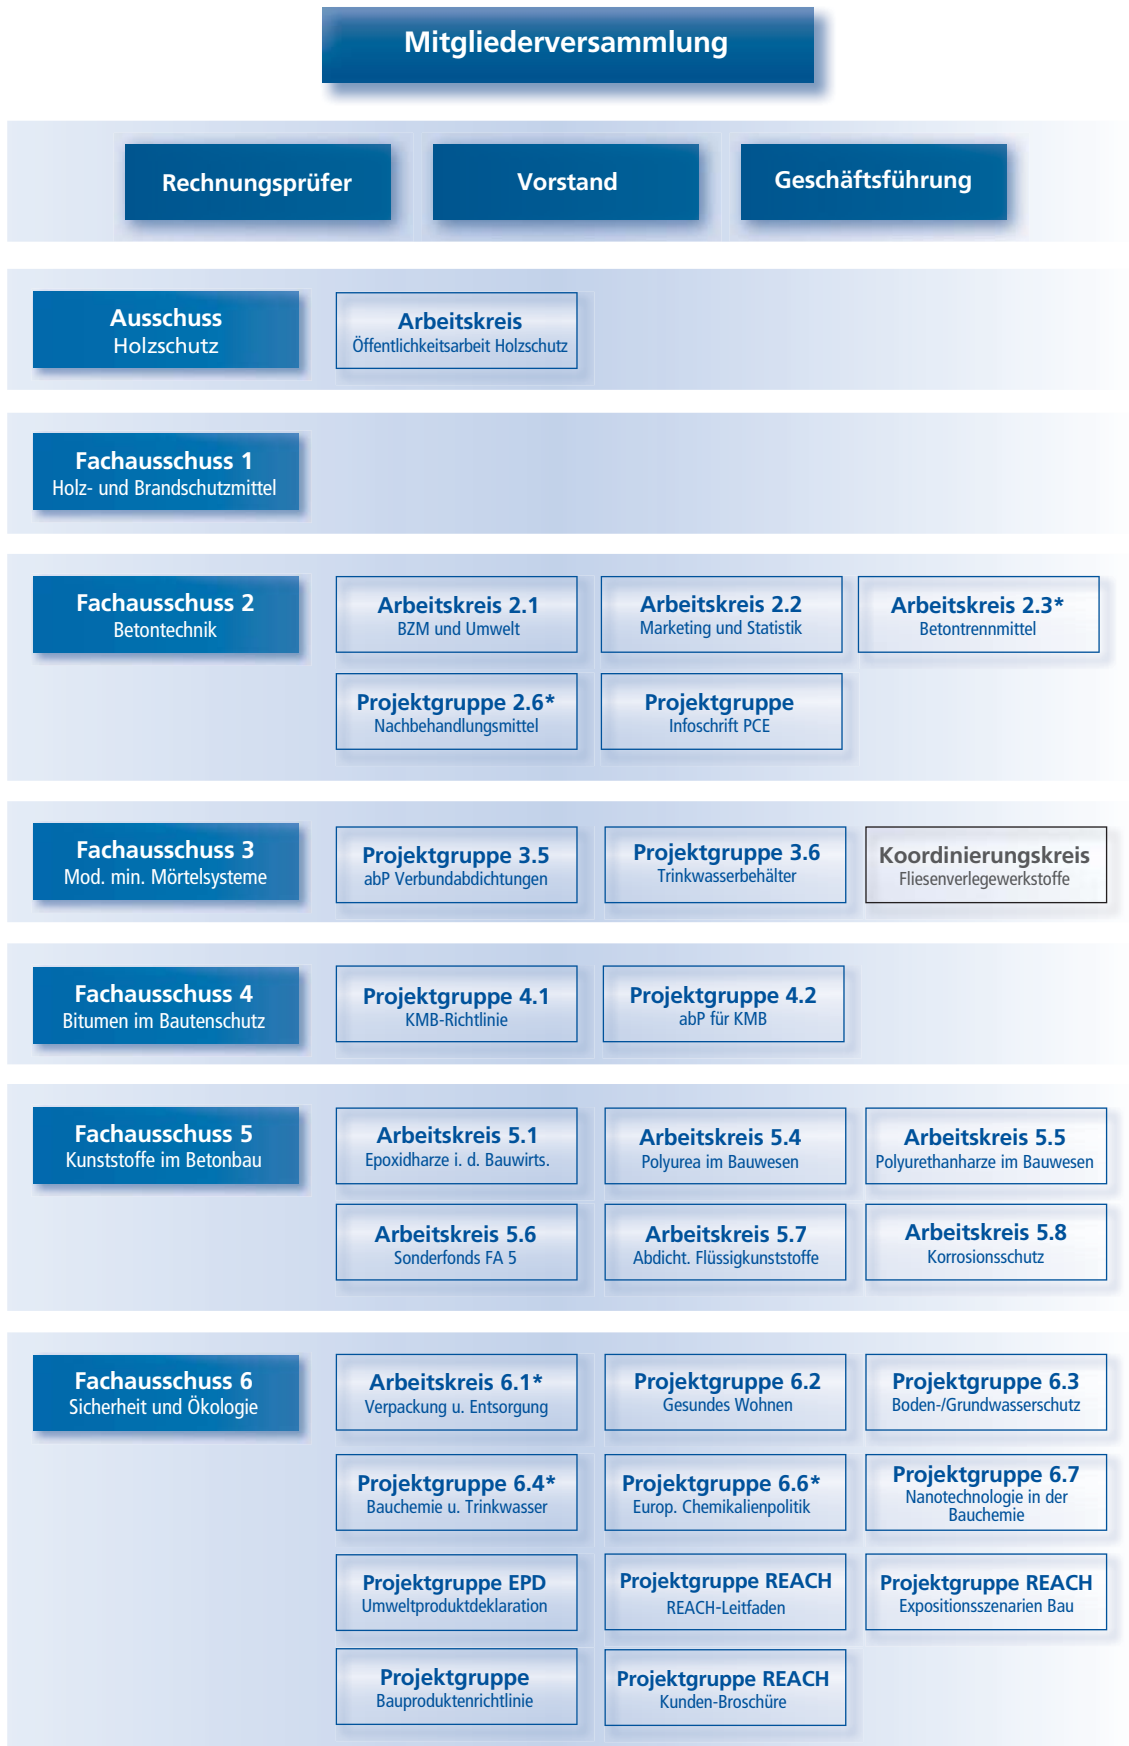 Mitgliederversammlung
Rechnungsprüfer
Vorstand
Geschäftsführung
Ausschuss
Holzschutz
Arbeitskreis
Öffentlichkeitsarbeit Holzschutz
Fachausschuss 1
Holz- und Brandschutzmittel
Fachausschuss 2
Betontechnik
Arbeitskreis 2.1
BZM und Umwelt
Arbeitskreis 2.2
Marketing und Statistik
Arbeitskreis 2.3*
Betontrennmittel
Projektgruppe 2.6*
Nachbehandlungsmittel
Projektgruppe
Infoschrift PCE
Fachausschuss 3
Mod. min. Mörtelsysteme
Projektgruppe 3.5
abP Verbundabdichtungen
Projektgruppe 3.6
Trinkwasserbehälter
Koordinierungskreis
Fliesenverlegewerkstoffe
Fachausschuss 4
Bitumen im Bautenschutz
Projektgruppe 4.1
KMB-Richtlinie
Projektgruppe 4.2
abP für KMB
Fachausschuss 5
Kunststoffe im Betonbau
Arbeitskreis 5.1
Epoxidharze i. d. Bauwirts.
Arbeitskreis 5.4
Polyurea im Bauwesen
Arbeitskreis 5.5
Polyurethanharze im Bauwesen
Arbeitskreis 5.6
Sonderfonds FA 5
Arbeitskreis 5.7
Abdicht. Flüssigkunststoffe
Arbeitskreis 5.8
Korrosionsschutz
Fachausschuss 6
Sicherheit und Ökologie
Arbeitskreis 6.1*
Verpackung u. Entsorgung
Projektgruppe 6.2
Gesundes Wohnen
Projektgruppe 6.3
Boden-/Grundwasserschutz
Projektgruppe 6.4*
Bauchemie u. Trinkwasser
Projektgruppe 6.6*
Europ. Chemikalienpolitik
Projektgruppe 6.7
Nanotechnologie in der
Bauchemie
Projektgruppe EPD
Umweltproduktdeklaration
Projektgruppe REACH
REACH-Leitfaden
Projektgruppe REACH
Expositionsszenarien Bau
Projektgruppe
Bauproduktenrichtlinie
Projektgruppe REACH
Kunden-Broschüre